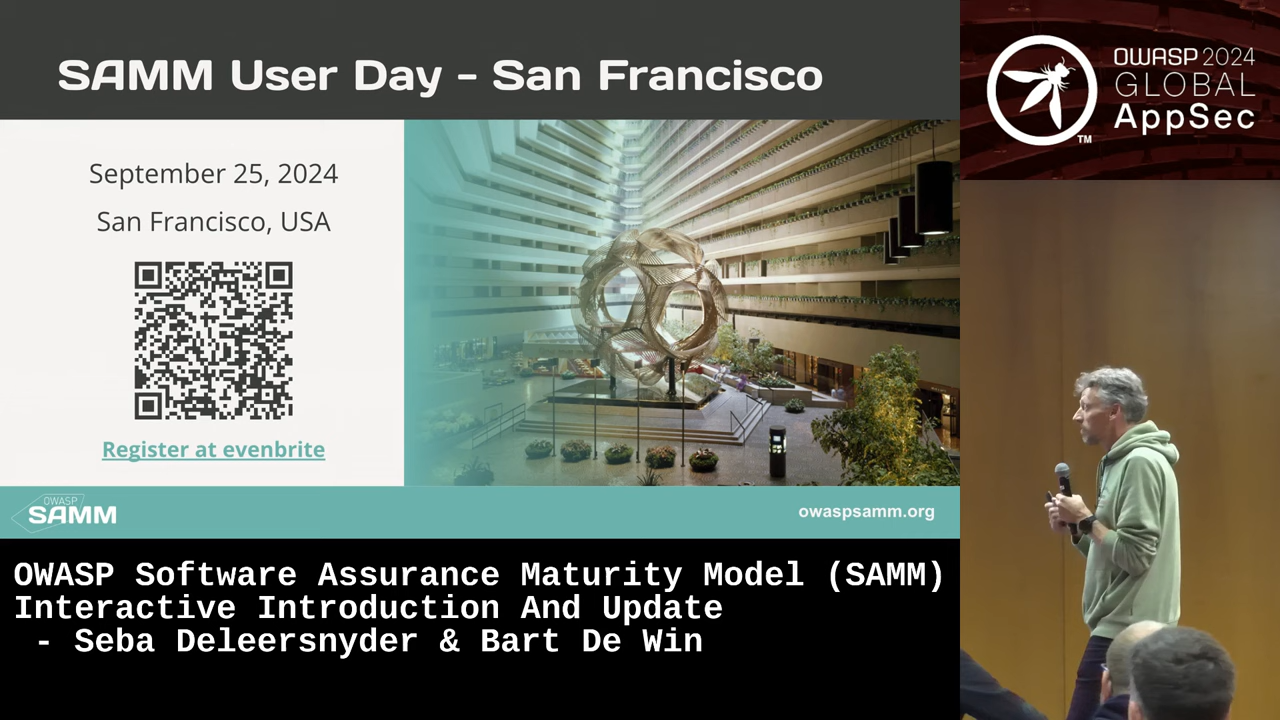 SAMM User Day - San Francisco
September 25, 2024
San Francisco, USA
Register at evenbrite
OWASP
SAMM
owaspsamm.org
OWASP 2024
GLOBAL
AppSec
TM
OWASP Software Assurance Maturity Model (SAMM)
Interactive Introduction And Update
- Seba Deleersnyder & Bart De Win